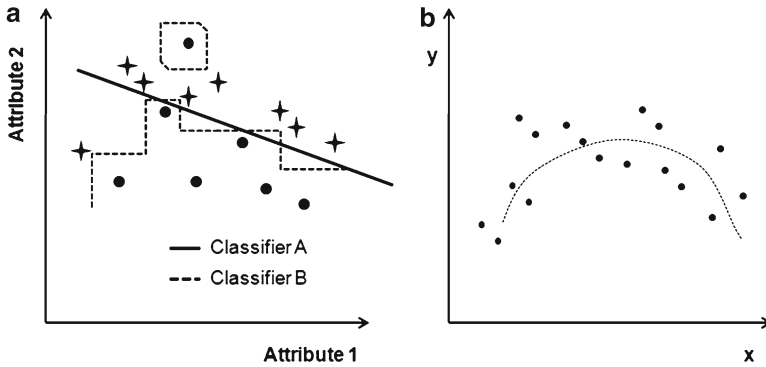 a
Attribute 2
Classifier A
Classifier B
Attribute 1
b
y
x